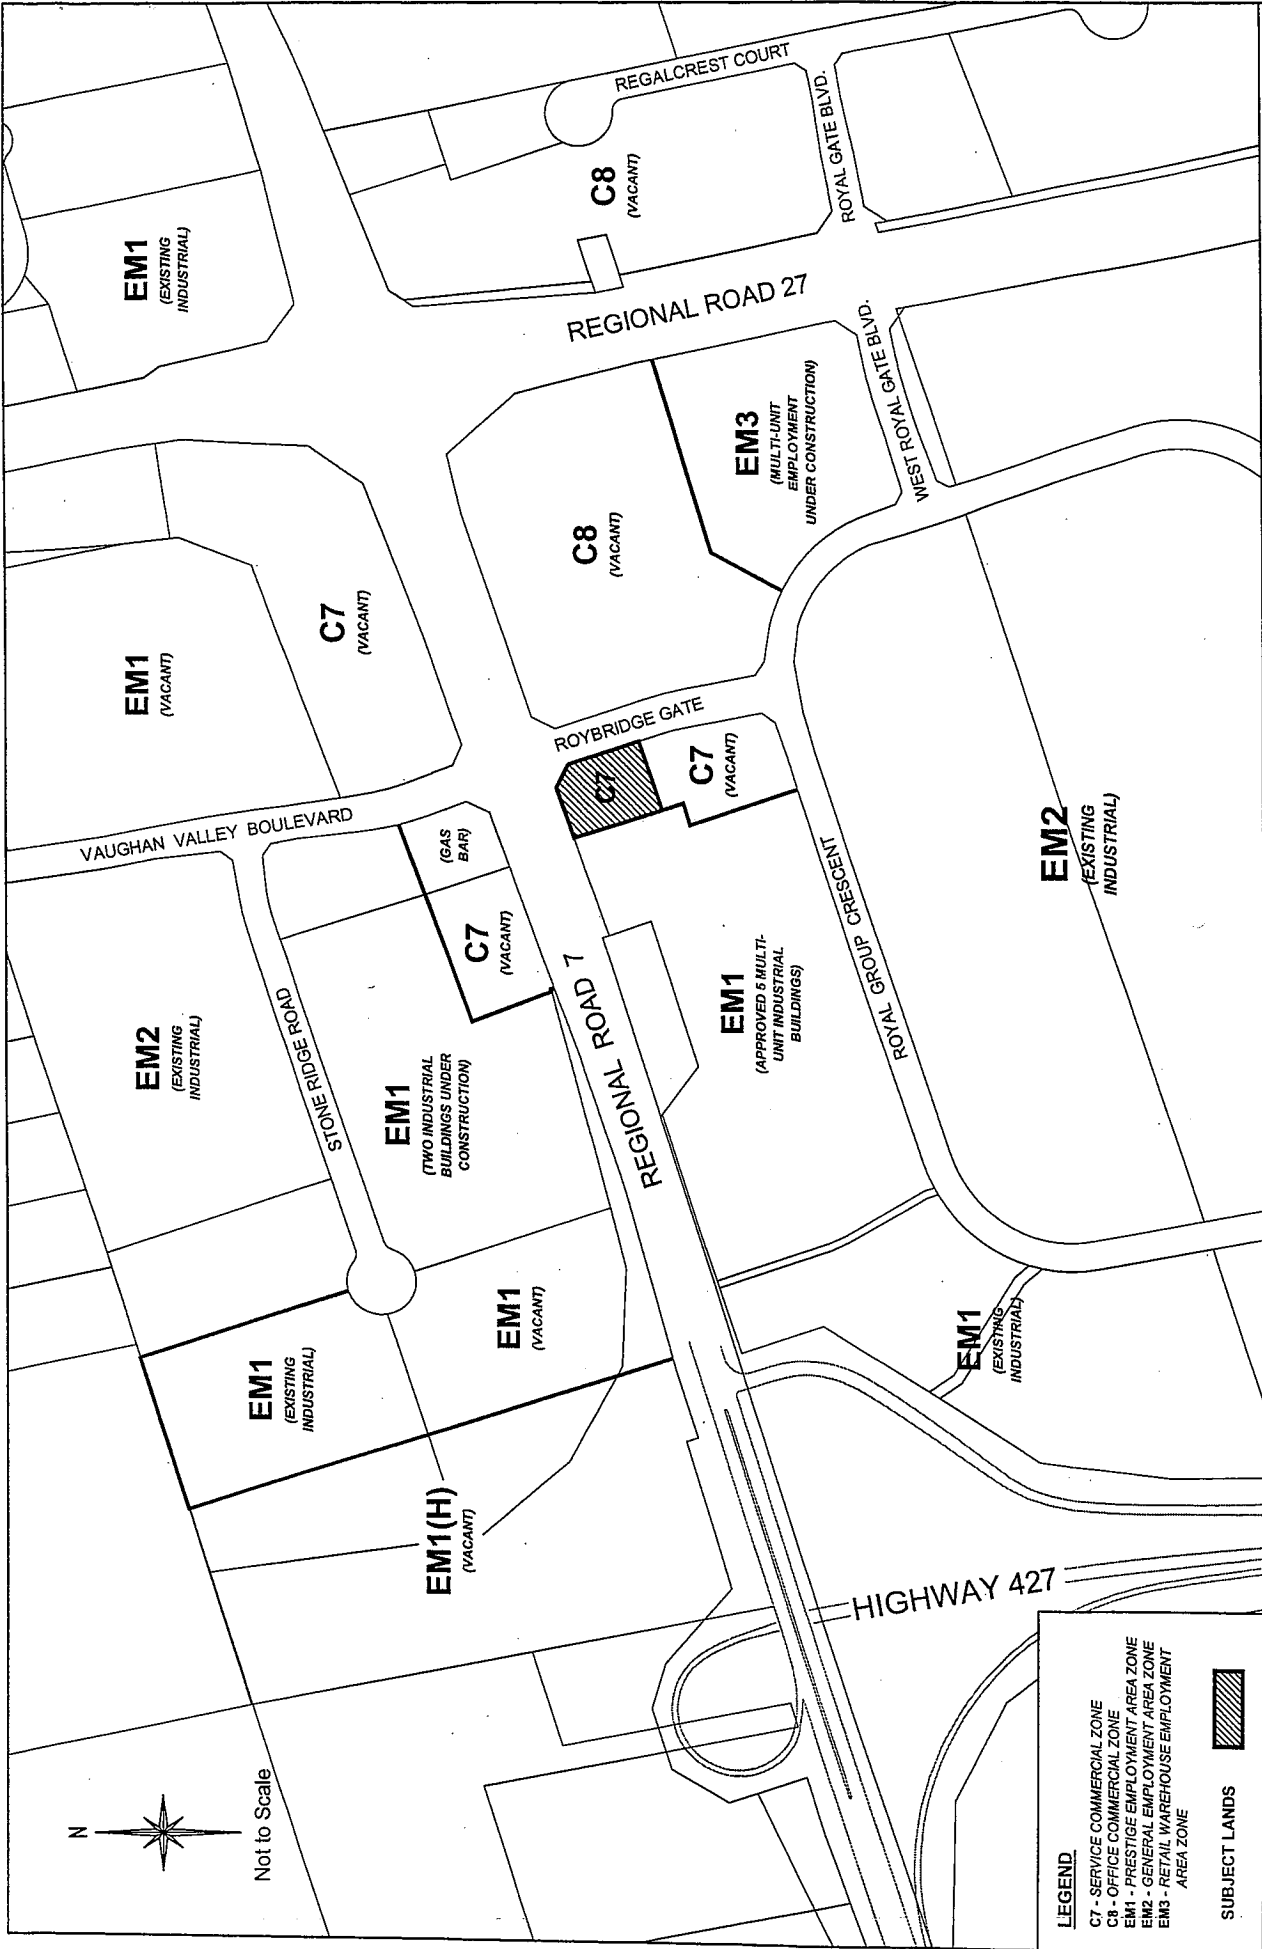 N
Not to Scale
EM1
(EXISTING
INDUSTRIAL)
EM1(H)
(VACANT)
EM1
(VACANT)
EM2
(EXISTING
INDUSTRIAL)
STONE RIDGE ROAD
EM1
(TWO INDUSTRIAL
BUILDINGS UNDER
CONSTRUCTION)
VAUGHAN VALLEY BOULEVARD
C7
(VACANT)
(GAS
BAR)
EM1
(VACANT)
C7
(VACANT)
EM1
(EXISTING
INDUSTRIAL)
REGIONAL ROAD 7
REGIONAL ROAD 27
C8
(VACANT)
REGALCREST COURT
ROYAL GATE BLVD.
WEST ROYAL GATE BLVD.
C8
(VACANT)
EM3
(MULTI-UNIT
EMPLOYMENT
UNDER CONSTRUCTION)
ROYBRIDGE GATE
C7
C7
(VACANT)
EM1
(APPROVED 5 MULTI-
UNIT INDUSTRIAL
BUILDINGS)
ROYAL GROUP CRESCENT
EM2
(EXISTING
INDUSTRIAL)
EM1
(EXISTING
INDUSTRIAL)
HIGHWAY 427
LEGEND
C7 - SERVICE COMMERCIAL ZONE
C8 - OFFICE COMMERCIAL ZONE
EM1 - PRESTIGE EMPLOYMENT AREA ZONE
EM2 - GENERAL EMPLOYMENT AREA ZONE
EM3 - RETAIL WAREHOUSE EMPLOYMENT
AREA ZONE
SUBJECT LANDS